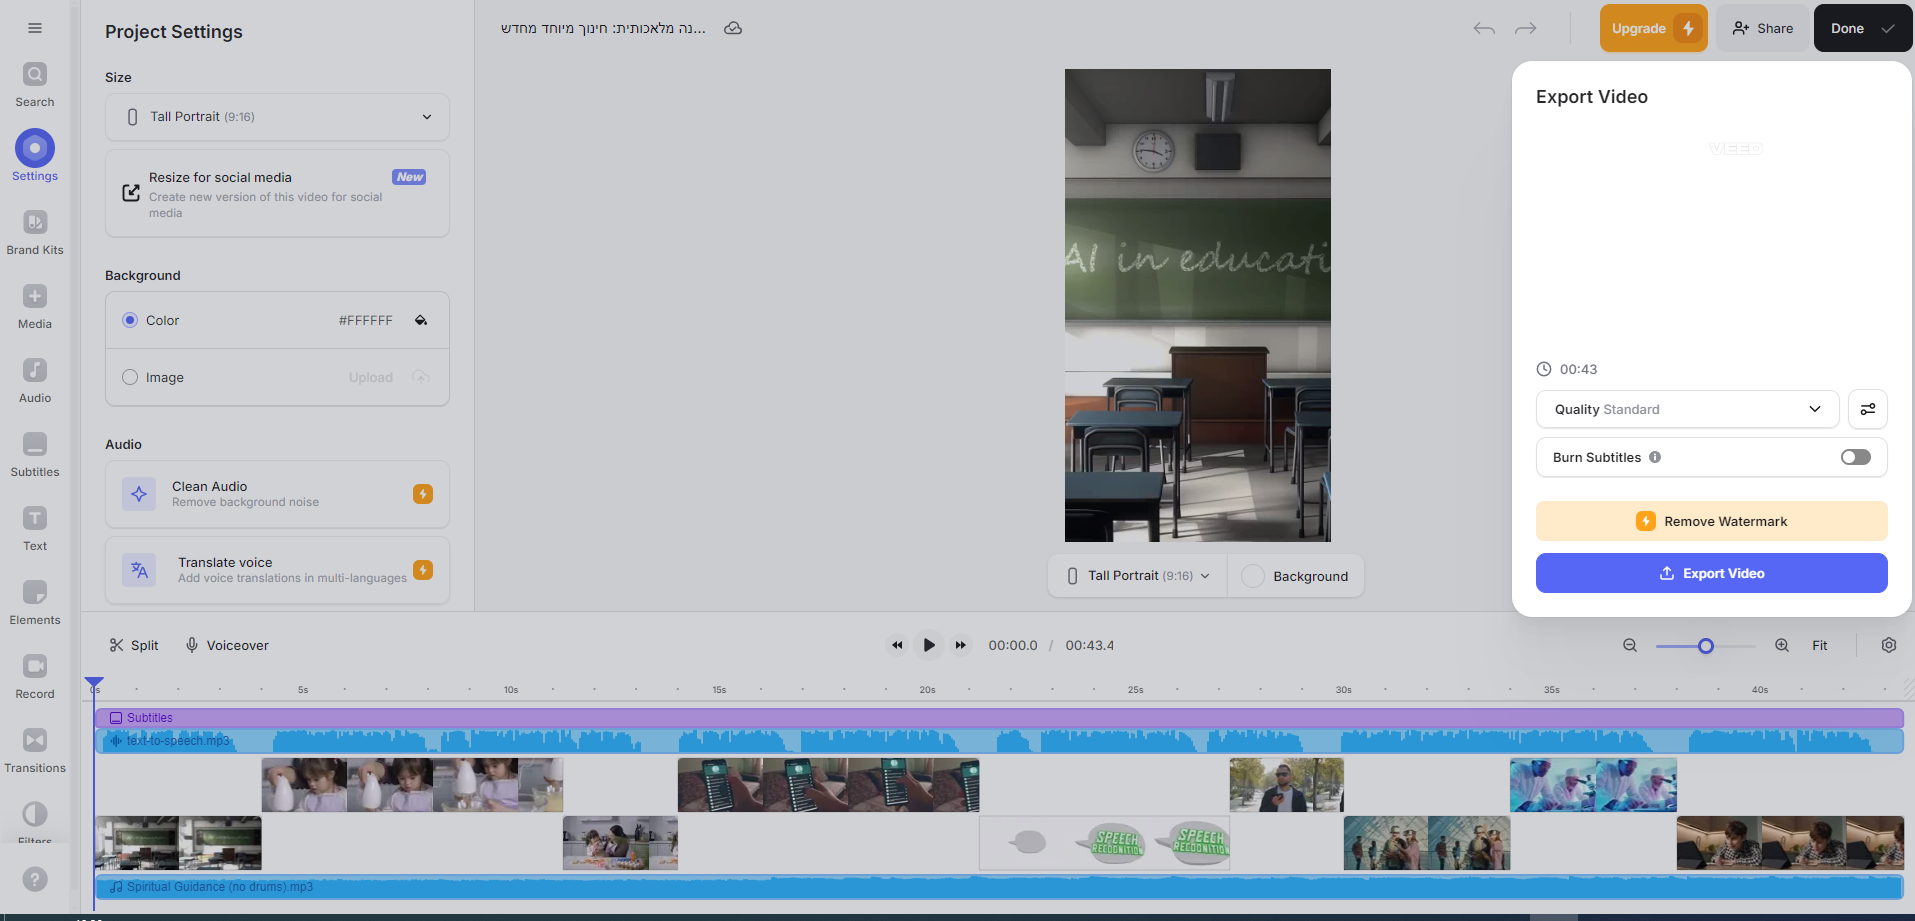 Project Settings
Size
Tall Portrait (9:16)
Resize for social media
New
Create new version of this video for social
media
Background
Color
#FFFFFF
Image
Upload
Audio
Clean Audio
Remove background noise
Translate voice
Add voice translations in multi-languages
Search
Settings
Brand Kits
Media
Audio
Subtitles
Text
Elements
Record
Transitions
Filters
...נה מלאכותית: חינוך מיוחד מחדש
Upgrade
Share
Done
AI in educati
Tall Portrait (9:16)
Background
Export Video
VEED
00:43
Quality Standard
Burn Subtitles
Remove Watermark
Export Video
Split
Voiceover
00:00.0 / 00:43.4
Fit
0s
5s
10s
15s
20s
25s
30s
35s
40s
Subtitles
text-to-speech.mp3
SPEECH
RECOGNITION
SPEECH
RECOGNITION
Spiritual Guidance (no drums).mp3